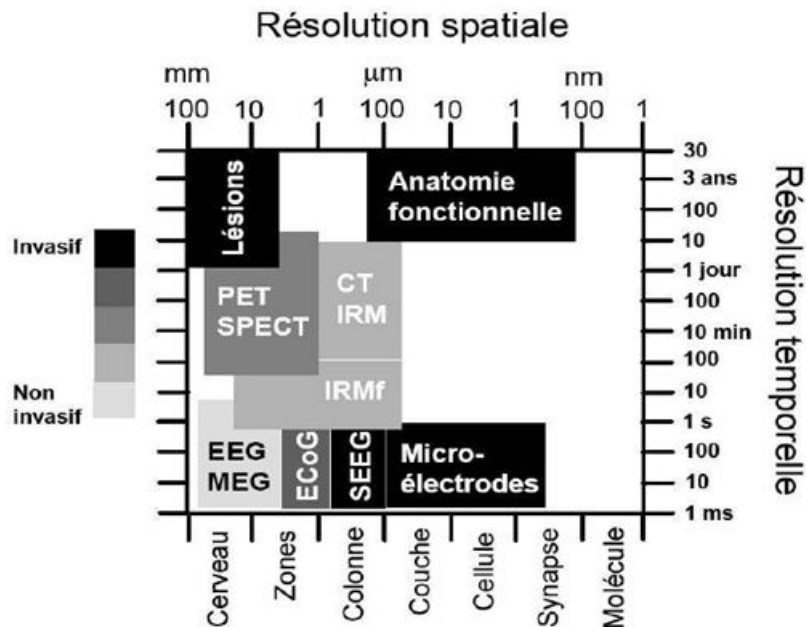 Résolution spatiale
mm µm nm
100 10 1 100 10 1 100 1
30
3 ans
100
10
1 jour
100
10 min
100
10
1 s
100
10
1 ms
Résolution temporelle
Invasif
Non
invasif
Lésions
Anatomie
fonctionnelle
PET
SPECT
CT
IRM
IRMf
EEG
MEG
ECoG
SEEG
Micro-
électrodes
Cerveau
Zones
Colonne
Couche
Cellule
Synapse
Molécule